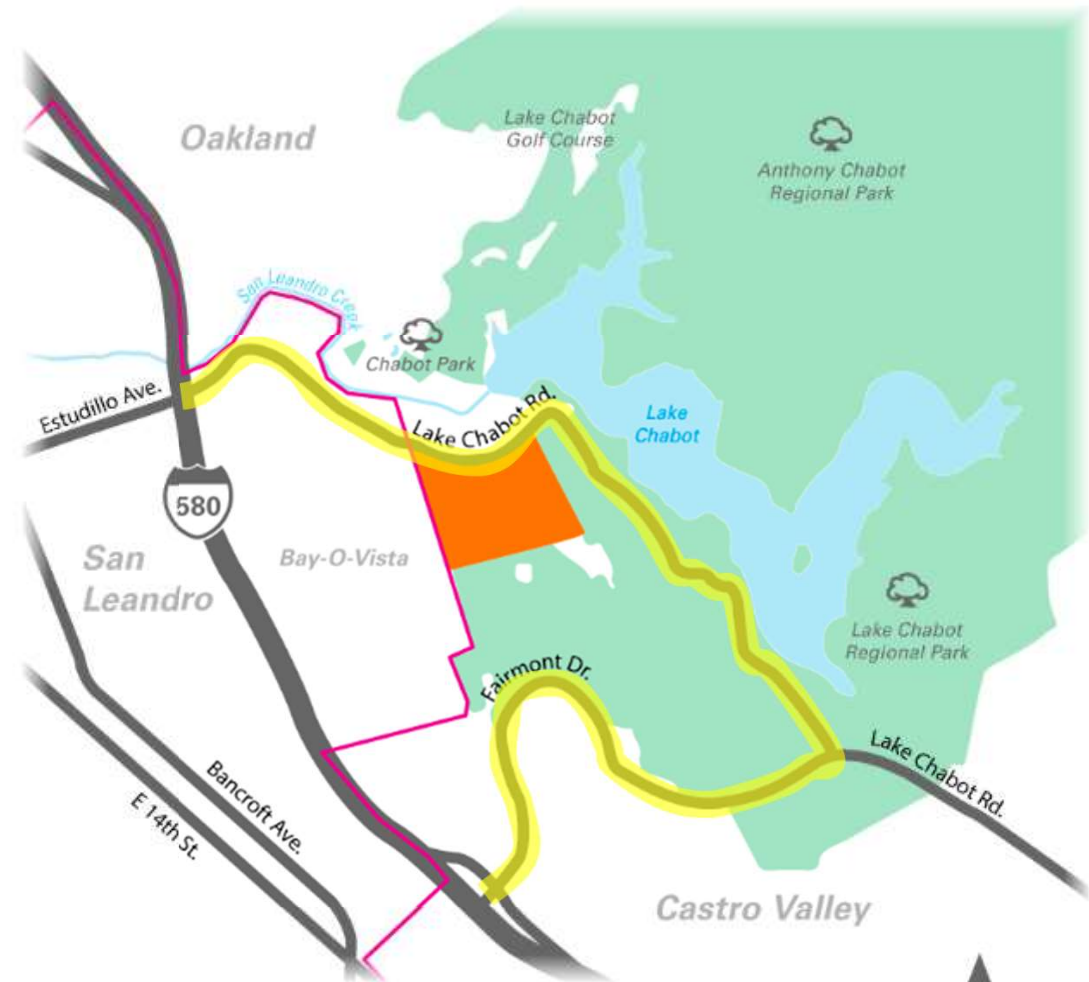 Oakland
Lake Chabot
Golf Course
Anthony Chabot
Regional Park
San Leandro Creek
Chabot Park
Estudillo Ave.
Lake Chabot Rd.
Lake
Chabot
580
San
Leandro
Bay-O-Vista
Lake Chabot
Regional Park
Fairmont Dr.
Lake Chabot Rd.
Bancroft Ave.
E 14th St.
Castro Valley